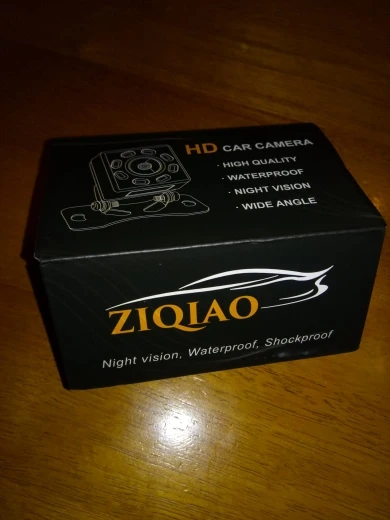 HD CAR CAMERA
· HIGH QUALITY
· WATERPROOF
· NIGHT VISION
· WIDE ANGLE
ZIQIAO
Night vision, Waterproof, Shockproof